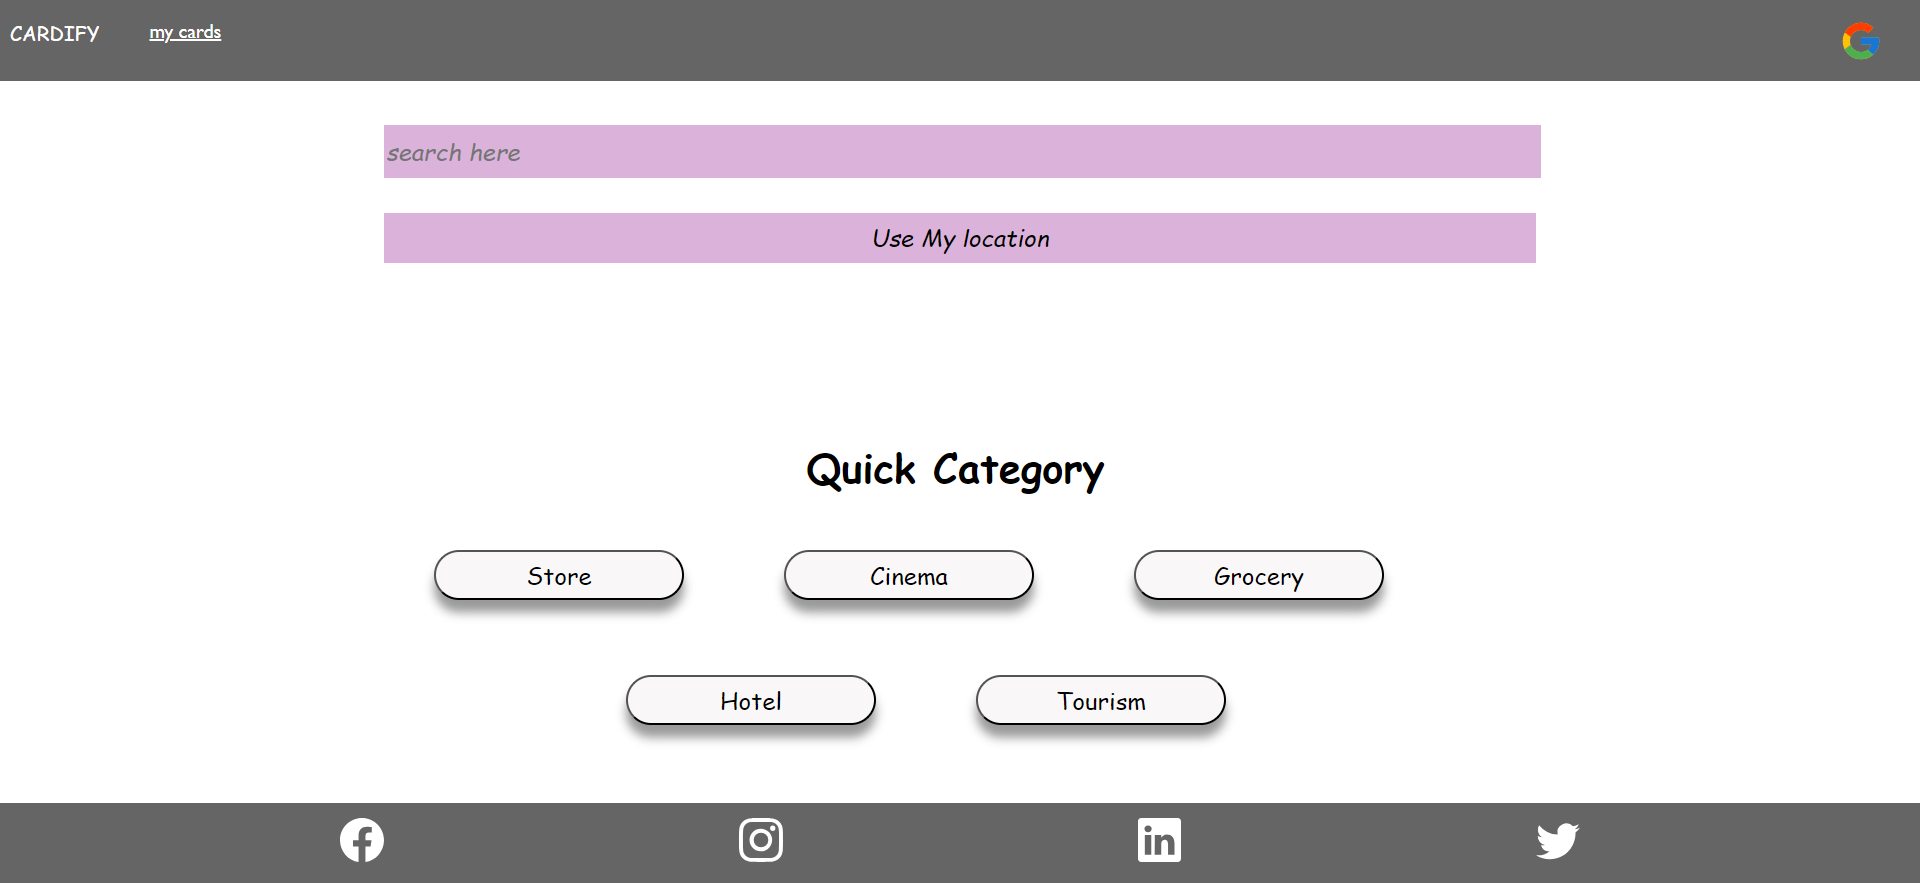 CARDIFY my cards
search here
Use My location
Quick Category
Store Cinema Grocery
Hotel Tourism